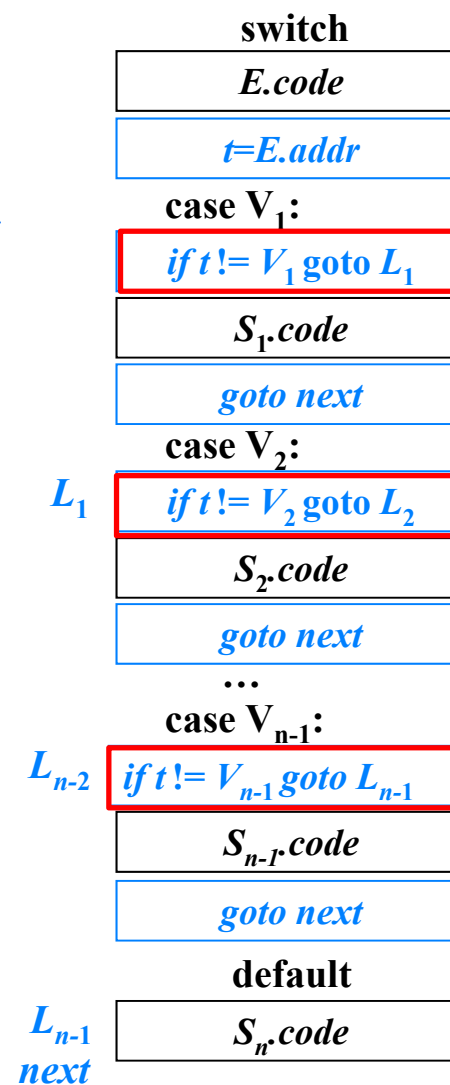 switch
E.code
t=E.addr
case V₁:
if t != V₁ goto L₁
S₁.code
goto next
case V₂:
L₁ if t != V₂ goto L₂
S₂.code
goto next
…
case Vₙ₋₁:
Lₙ₋₂ if t != Vₙ₋₁ goto Lₙ₋₁
Sₙ₋₁.code
goto next
default
Lₙ₋₁ Sₙ.code
next